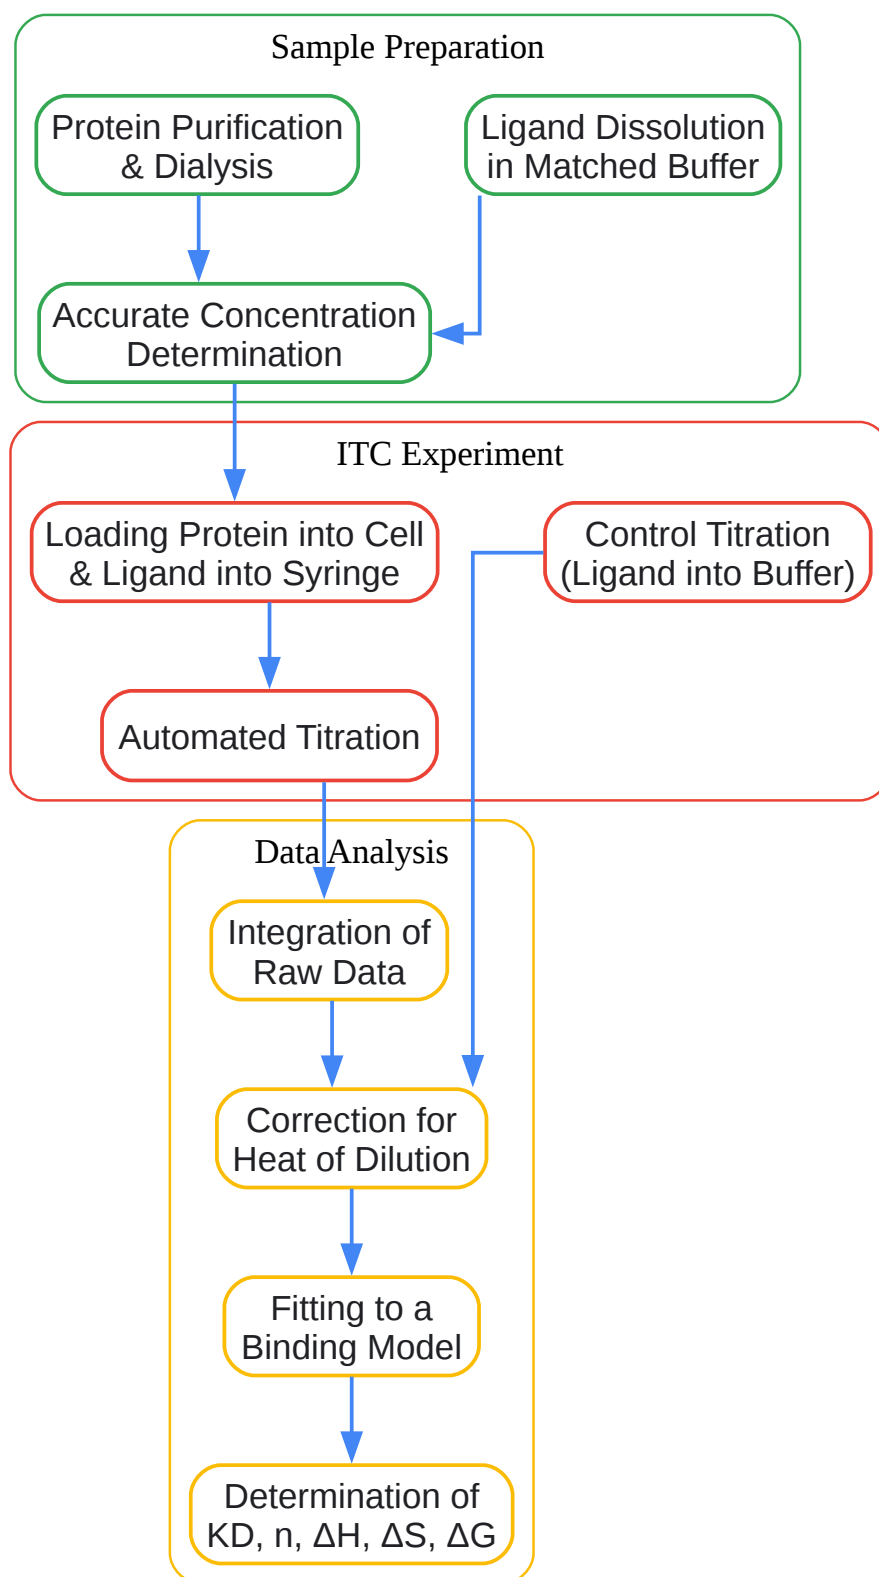 Sample Preparation
Protein Purification
& Dialysis
Ligand Dissolution
in Matched Buffer
Accurate Concentration
Determination
ITC Experiment
Loading Protein into Cell
& Ligand into Syringe
Control Titration
(Ligand into Buffer)
Automated Titration
Data Analysis
Integration of
Raw Data
Correction for
Heat of Dilution
Fitting to a
Binding Model
Determination of
KD, n, ΔH, ΔS, ΔG